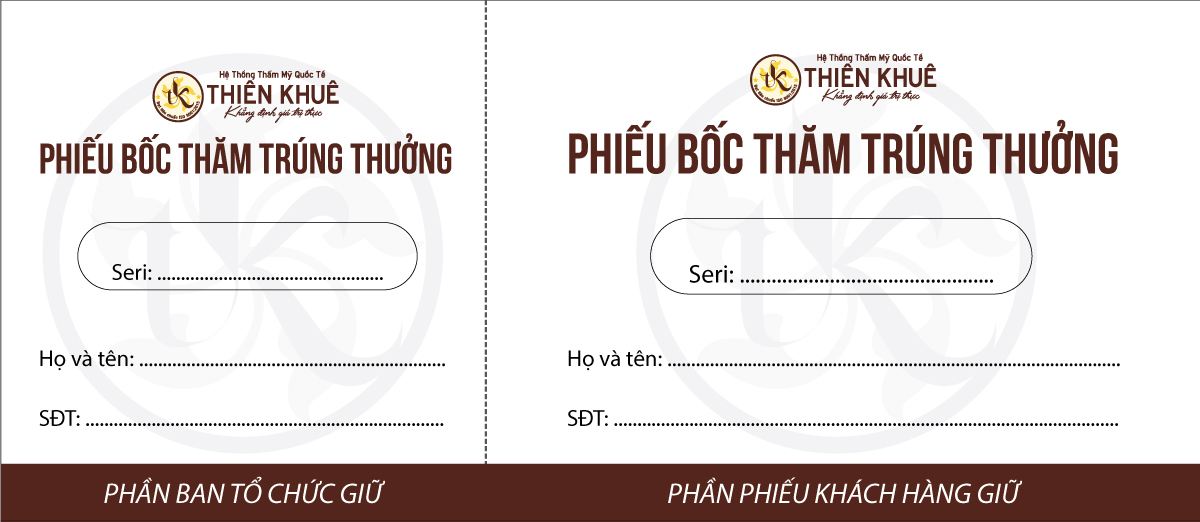 Hệ Thống Thẩm Mỹ Quốc Tế
THIÊN KHUÊ
Khẳng định giá trị thực
PHIẾU BỐC THĂM TRÚNG THƯỞNG
Seri: ................................................
Họ và tên: .................................................................
SĐT: ............................................................................
PHẦN BAN TỔ CHỨC GIỮ
Hệ Thống Thẩm Mỹ Quốc Tế
THIÊN KHUÊ
Khẳng định giá trị thực
PHIẾU BỐC THĂM TRÚNG THƯỞNG
Seri: ................................................
Họ và tên: ................................................................................................
SĐT: ...........................................................................................................
PHẦN PHIẾU KHÁCH HÀNG GIỮ